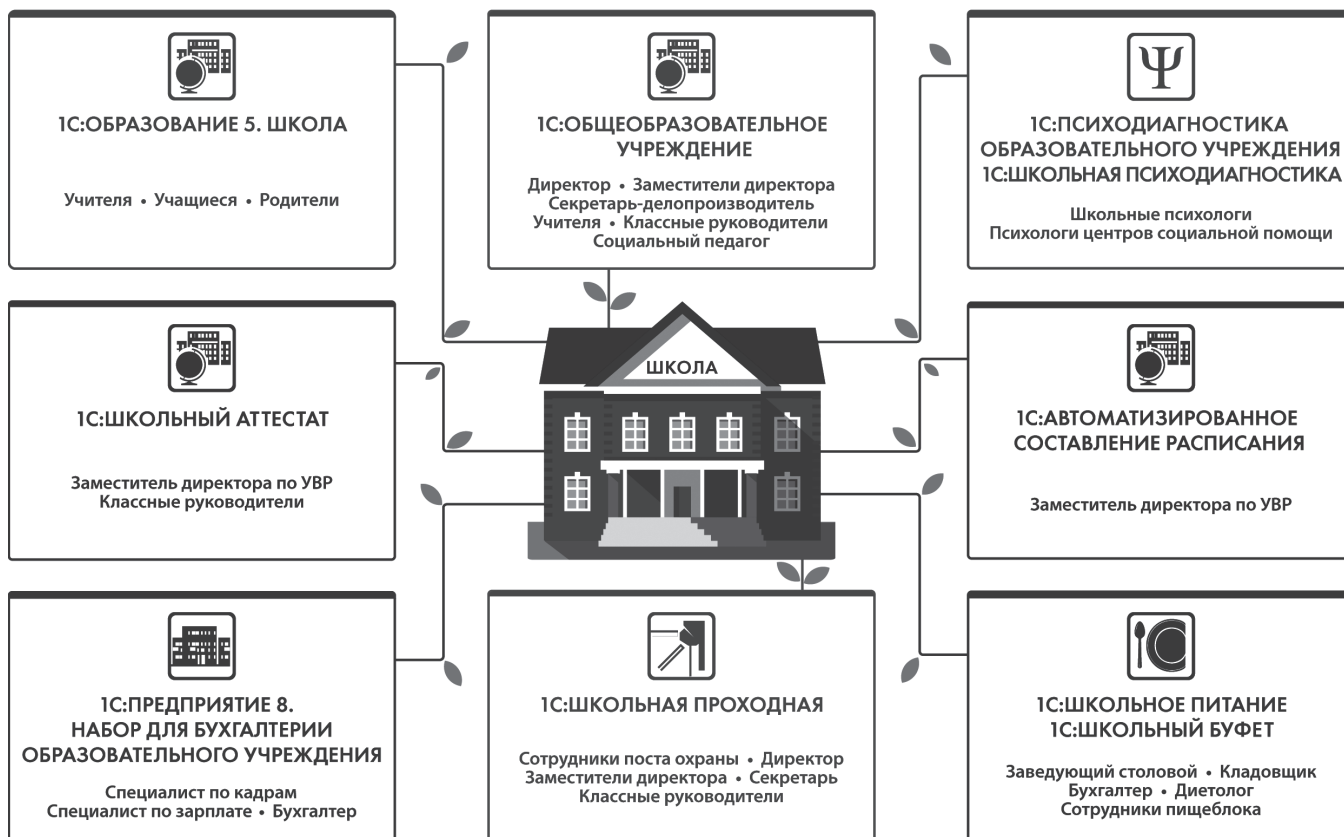 1С:ОБРАЗОВАНИЕ 5. ШКОЛА
Учителя • Учащиеся • Родители
1С:ОБЩЕОБРАЗОВАТЕЛЬНОЕ
УЧРЕЖДЕНИЕ
Директор • Заместители директора
Секретарь-делопроизводитель
Учителя • Классные руководители
Социальный педагог
Ψ
1С:ПСИХОДИАГНОСТИКА
ОБРАЗОВАТЕЛЬНОГО УЧРЕЖДЕНИЯ
1С:ШКОЛЬНАЯ ПСИХОДИАГНОСТИКА
Школьные психологи
Психологи центров социальной помощи
1С:ШКОЛЬНЫЙ АТТЕСТАТ
Заместитель директора по УВР
Классные руководители
ШКОЛА
1С:АВТОМАТИЗИРОВАННОЕ
СОСТАВЛЕНИЕ РАСПИСАНИЯ
Заместитель директора по УВР
1С:ПРЕДПРИЯТИЕ 8.
НАБОР ДЛЯ БУХГАЛТЕРИИ
ОБРАЗОВАТЕЛЬНОГО УЧРЕЖДЕНИЯ
Специалист по кадрам
Специалист по зарплате • Бухгалтер
1С:ШКОЛЬНАЯ ПРОХОДНАЯ
Сотрудники поста охраны • Директор
Заместители директора • Секретарь
Классные руководители
1С:ШКОЛЬНОЕ ПИТАНИЕ
1С:ШКОЛЬНЫЙ БУФЕТ
Заведующий столовой • Кладовщик
Бухгалтер • Диетолог
Сотрудники пищеблока